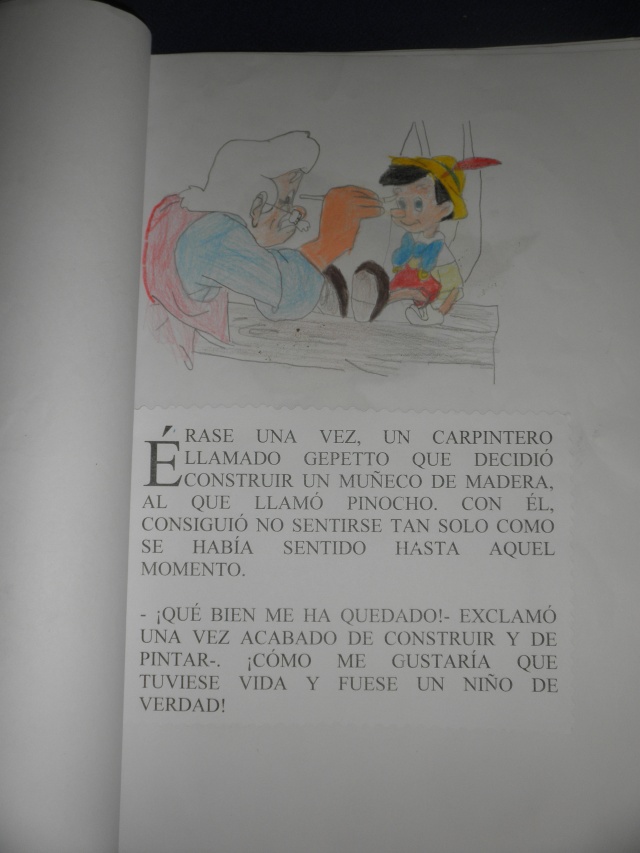 ÉRASE UNA VEZ, UN CARPINTERO
LLAMADO GEPETTO QUE DECIDIÓ
CONSTRUIR UN MUÑECO DE MADERA,
AL QUE LLAMÓ PINOCHO. CON ÉL,
CONSIGUIÓ NO SENTIRSE TAN SOLO COMO
SE HABÍA SENTIDO HASTA AQUEL
MOMENTO.
- ¡QUÉ BIEN ME HA QUEDADO!- EXCLAMÓ
UNA VEZ ACABADO DE CONSTRUIR Y DE
PINTAR-. ¡CÓMO ME GUSTARÍA QUE
TUVIESE VIDA Y FUESE UN NIÑO DE
VERDAD!